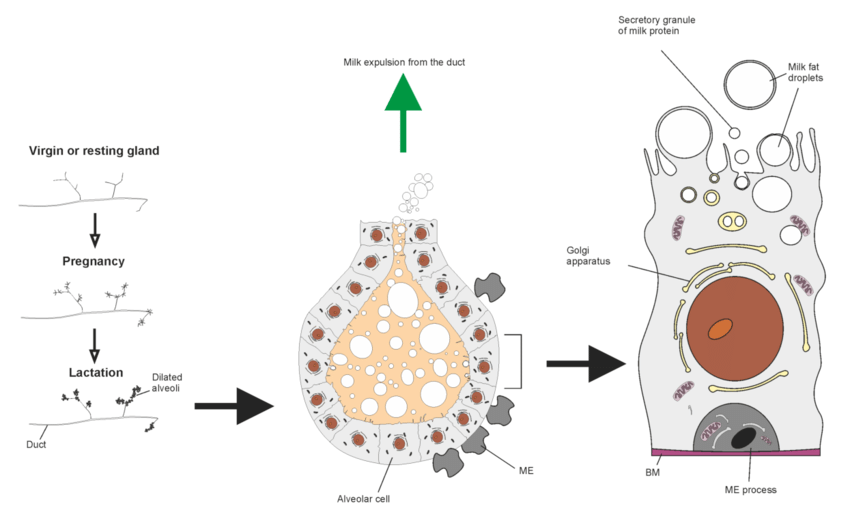 Virgin or resting gland
Pregnancy
Lactation
Dilated
alveoli
Duct
Milk expulsion from the duct
Alveolar cell
ME
Secretory granule
of milk protein
Milk fat
droplets
Golgi
apparatus
BM
ME process